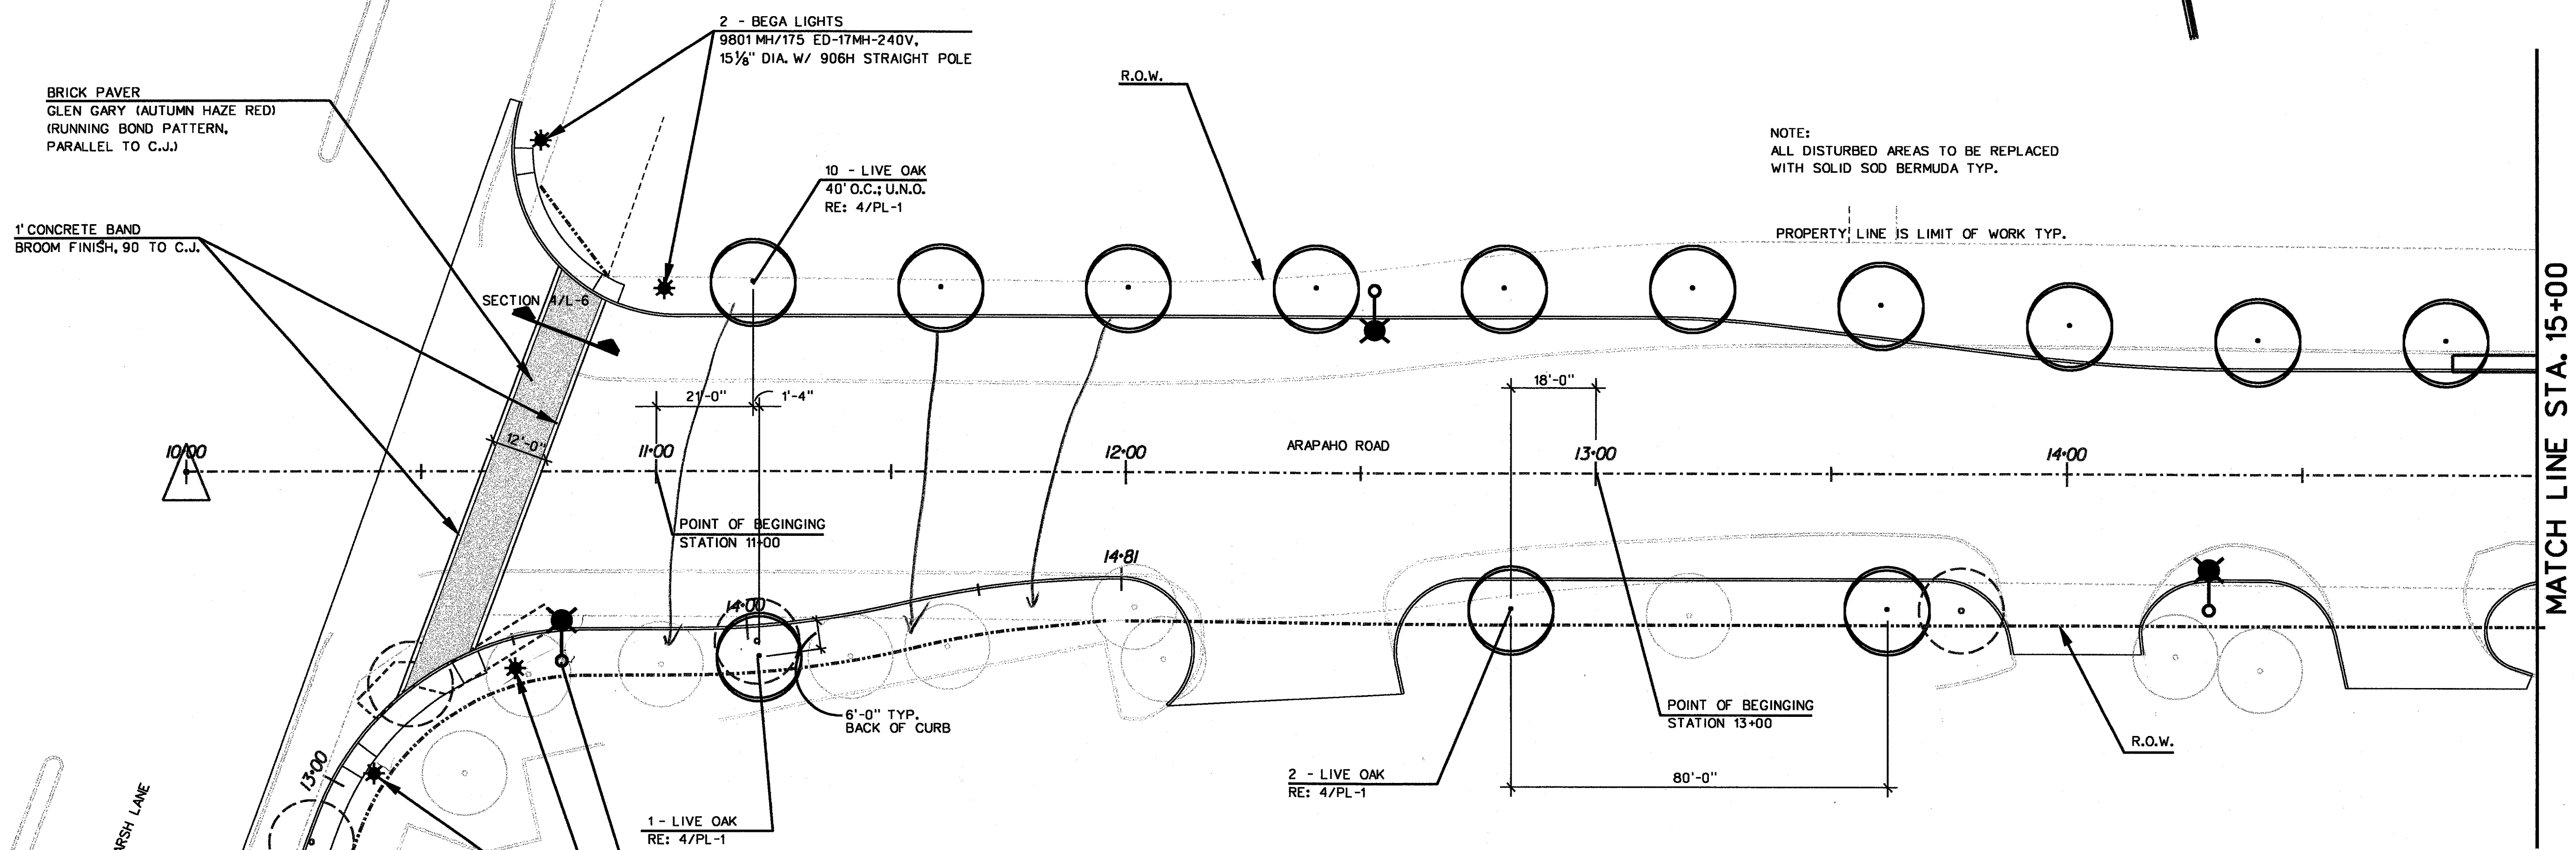 2 - BEGA LIGHTS
9801 MH/175 ED-17MH-240V,
15⅛" DIA. W/ 906H STRAIGHT POLE
BRICK PAVER
GLEN GARY (AUTUMN HAZE RED)
(RUNNING BOND PATTERN,
PARALLEL TO C.J.)
R.O.W.
NOTE:
ALL DISTURBED AREAS TO BE REPLACED
WITH SOLID SOD BERMUDA TYP.
10 - LIVE OAK
40' O.C.; U.N.O.
RE: 4/PL-1
1' CONCRETE BAND
BROOM FINISH, 90 TO C.J.
PROPERTY LINE IS LIMIT OF WORK TYP.
SECTION 4/L-6
MATCH LINE STA. 15+00
21'-0"
1'-4"
18'-0"
12'-0"
10+00
11+00
12+00
ARAPAHO ROAD
13+00
14+00
POINT OF BEGINGING
STATION 11+00
14+81
14+00
6'-0" TYP.
BACK OF CURB
POINT OF BEGINGING
STATION 13+00
R.O.W.
13+00
2 - LIVE OAK
RE: 4/PL-1
80'-0"
1 - LIVE OAK
RE: 4/PL-1
ARSH LANE